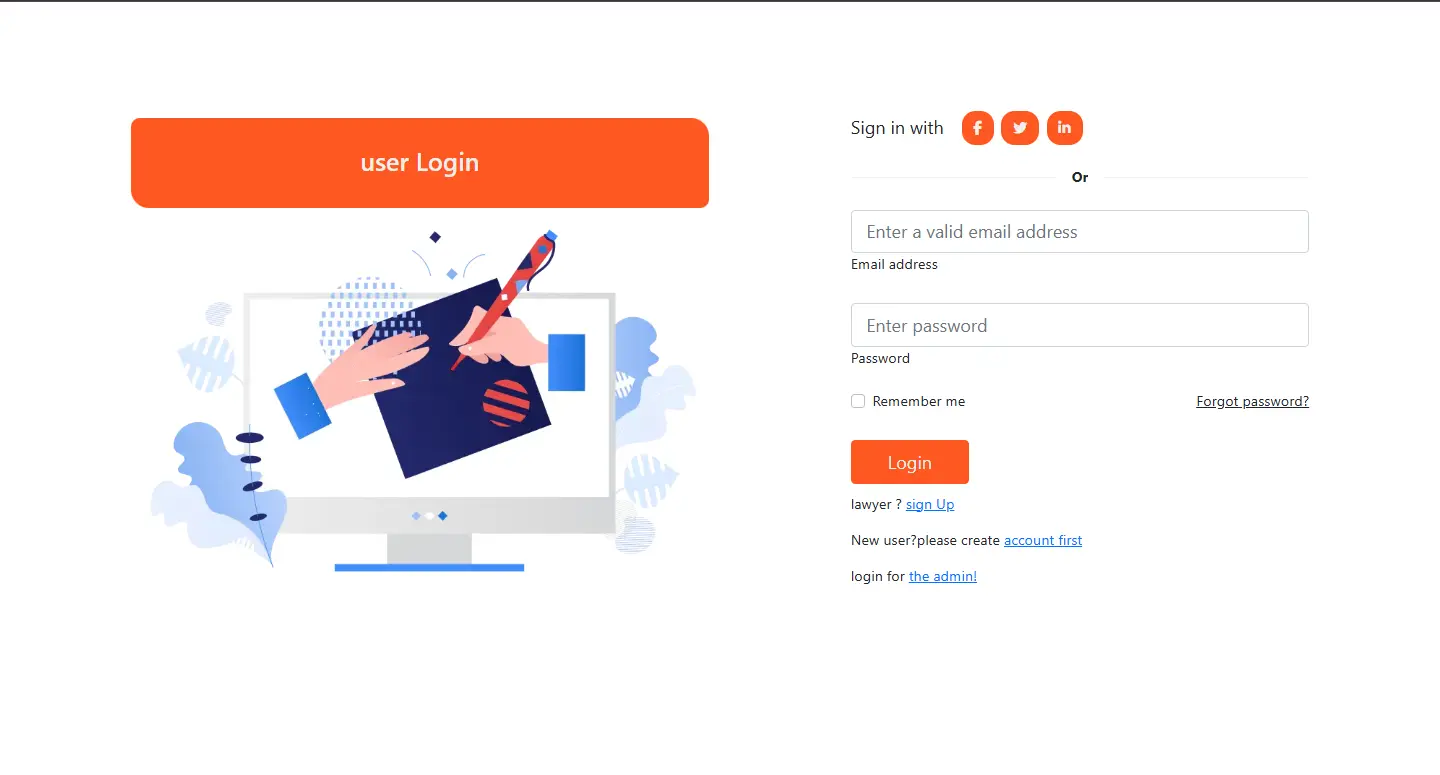 user Login
Sign in with
Or
Enter a valid email address
Email address
Enter password
Password
Remember me
Forgot password?
Login
lawyer ? sign Up
New user?please create account first
login for the admin!